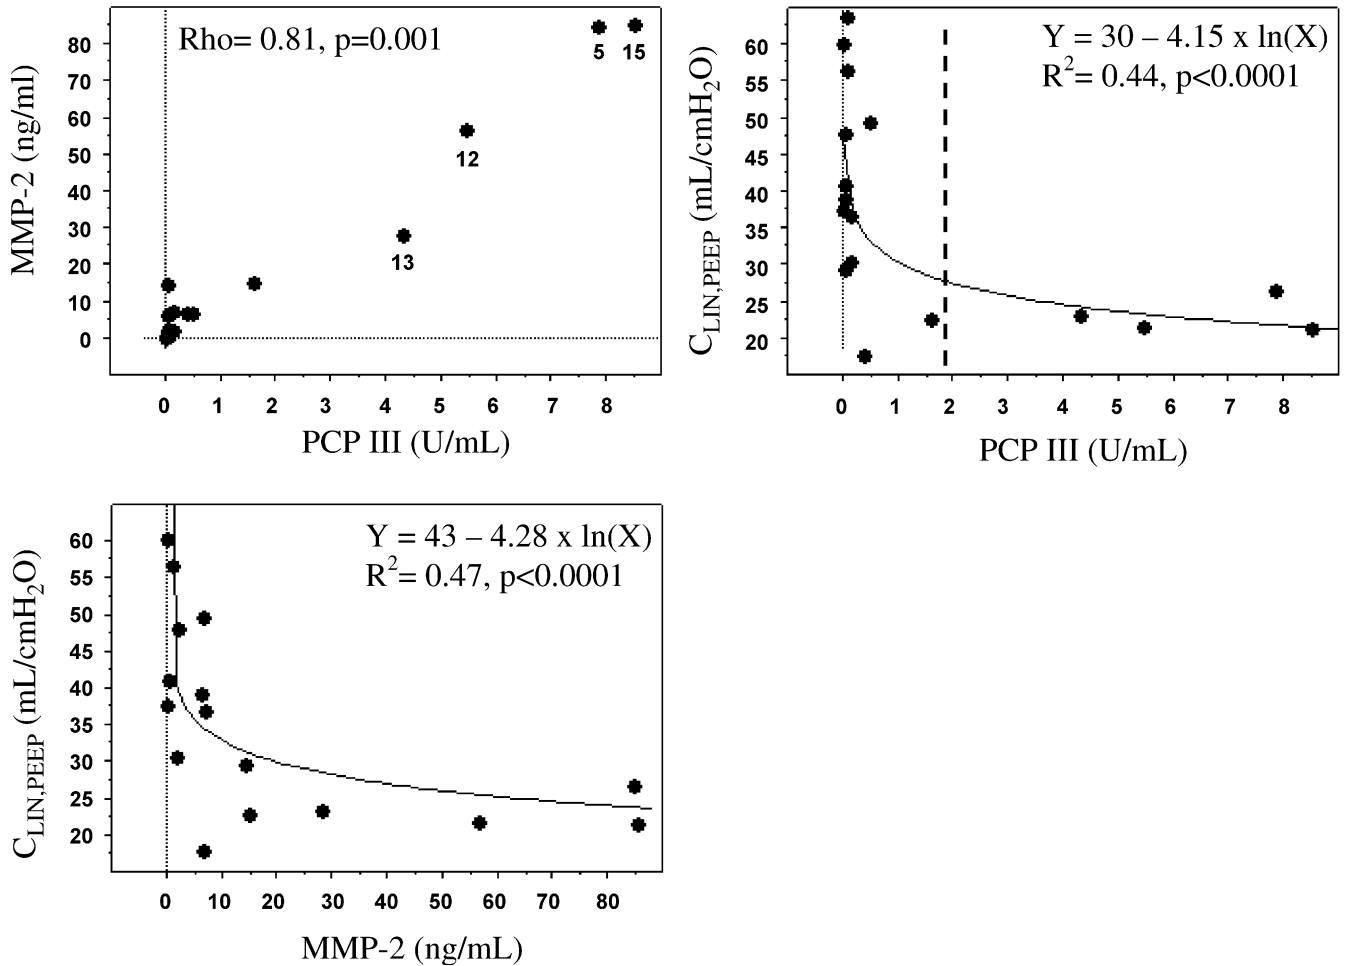 Rho= 0.81, p=0.001
MMP-2 (ng/ml)
80
70
60
50
40
30
20
10
0
5 15
12
13
0 1 2 3 4 5 6 7 8
PCP III (U/mL)
Y = 30 – 4.15 x ln(X)
R²= 0.44, p<0.0001
C_LIN,PEEP (mL/cmH₂O)
60
55
50
45
40
35
30
25
20
0 1 2 3 4 5 6 7 8
PCP III (U/mL)
Y = 43 – 4.28 x ln(X)
R²= 0.47, p<0.0001
C_LIN,PEEP (mL/cmH₂O)
60
55
50
45
40
35
30
25
20
0 10 20 30 40 50 60 70 80
MMP-2 (ng/mL)